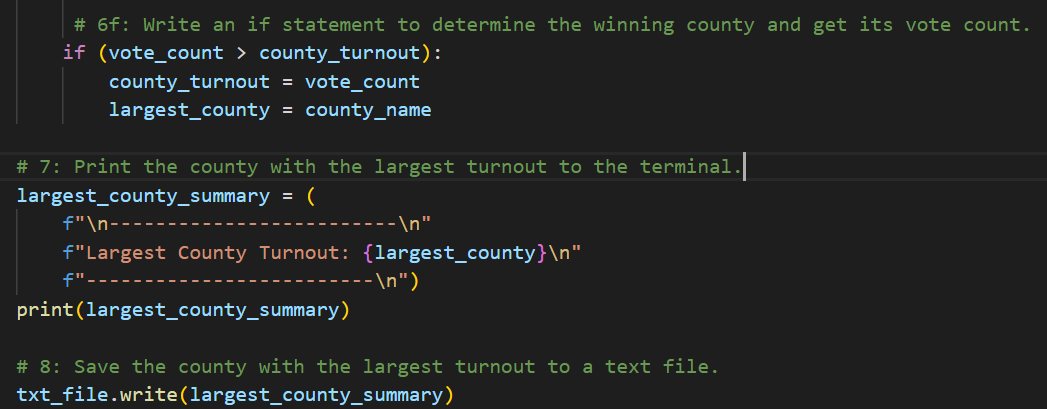 # 6f: Write an if statement to determine the winning county and get its vote count.
if (vote_count > county_turnout):
county_turnout = vote_count
largest_county = county_name
# 7: Print the county with the largest turnout to the terminal.
largest_county_summary = (
f"\n-------------------------\n"
f"Largest County Turnout: {largest_county}\n"
f"-------------------------\n")
print(largest_county_summary)
# 8: Save the county with the largest turnout to a text file.
txt_file.write(largest_county_summary)